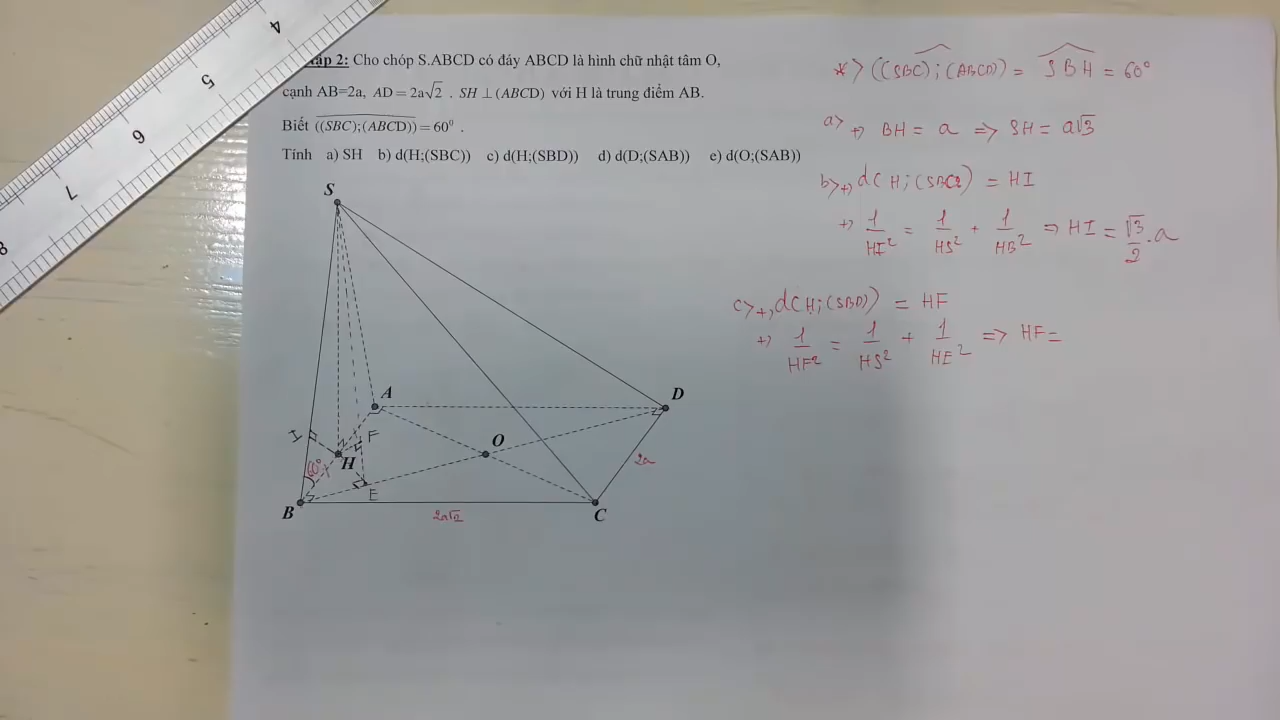 4
5
6
7
8
ập 2: Cho chóp S.ABCD có đáy ABCD là hình chữ nhật tâm O,
cạnh AB=2a, AD = 2a√2 . SH ⊥ (ABCD) với H là trung điểm AB.
Biết ((SBC);(ABCD)) = 60⁰ .
Tính a) SH b) d(H;(SBC)) c) d(H;(SBD)) d) d(D;(SAB)) e) d(O;(SAB))
*> ((SBC);(ABCD)) = SBH = 60°
a> +) BH = a => SH = a√3
b> +) d(H;(SBC)) = HI
+) 1/HI² = 1/HS² + 1/HB² => HI = √3/2 . a
c> +) d(H;(SBD)) = HF
+) 1/HF² = 1/HS² + 1/HE² => HF =
S
A
D
I
F
O
H
60°
2a
E
B
C
2a√2